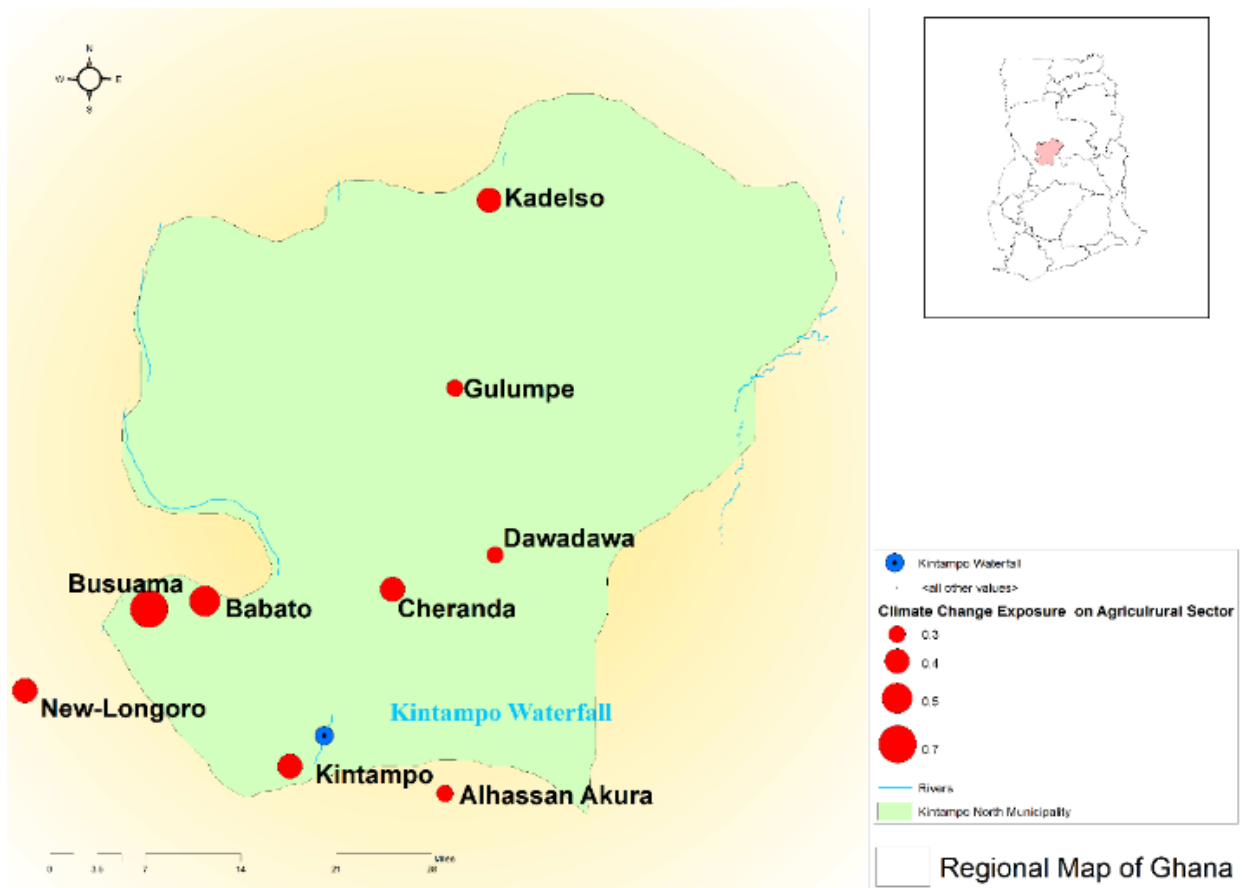 N
W
E
S
Kadelso
Gulumpe
Dawadawa
Busuama
Babato
Cheranda
New-Longoro
Kintampo Waterfall
Kintampo
Alhassan Akura
0 3.5 7 14 21 28
Miles
Kintampo Waterfall
<all other values>
Climate Change Exposure on Agriculrural Sector
0.3
0.4
0.5
0.7
Rivers
Kintampo North Municipality
Regional Map of Ghana